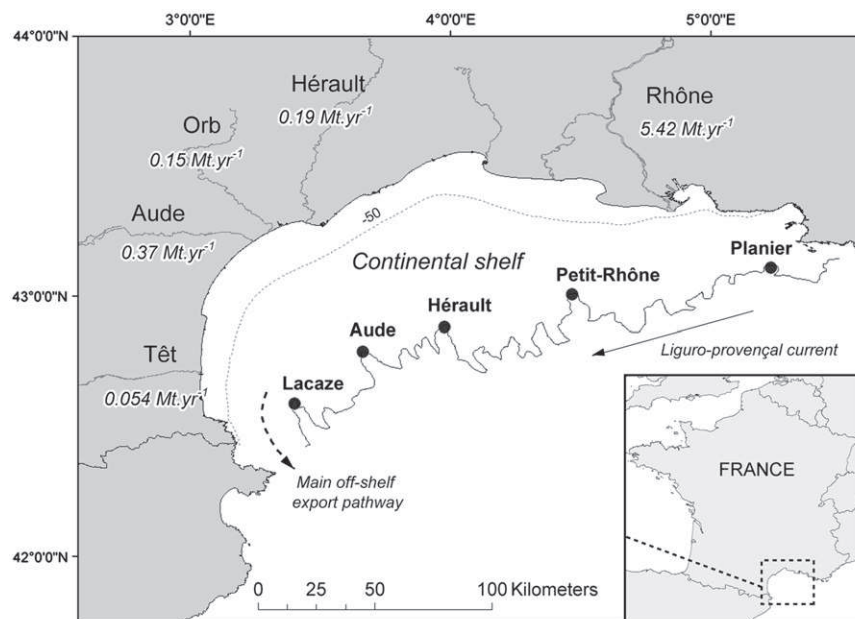 3°0'0"E
4°0'0"E
5°0'0"E
44°0'0"N
Hérault
0.19 Mt.yr⁻¹
Rhône
5.42 Mt.yr⁻¹
Orb
0.15 Mt.yr⁻¹
Aude
0.37 Mt.yr⁻¹
-50
Continental shelf
Planier
43°0'0"N
Petit-Rhône
Hérault
Aude
Liguro-provençal current
Têt
0.054 Mt.yr⁻¹
Lacaze
Main off-shelf
export pathway
FRANCE
42°0'0"N
0 25 50 100 Kilometers